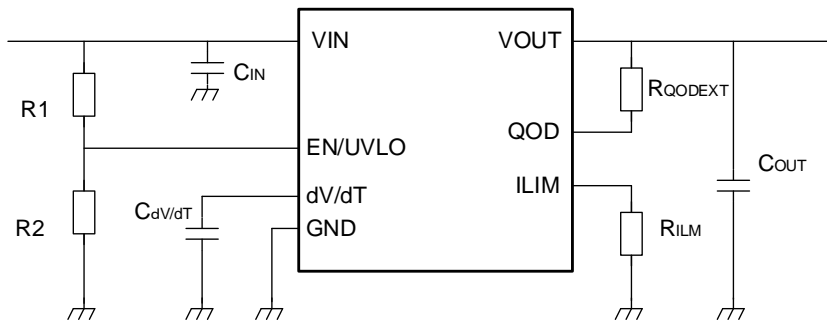 VIN
VOUT
CIN
R1
RQODEXT
QOD
EN/UVLO
COUT
ILIM
dV/dT
CdV/dT
R2
GND
RILM